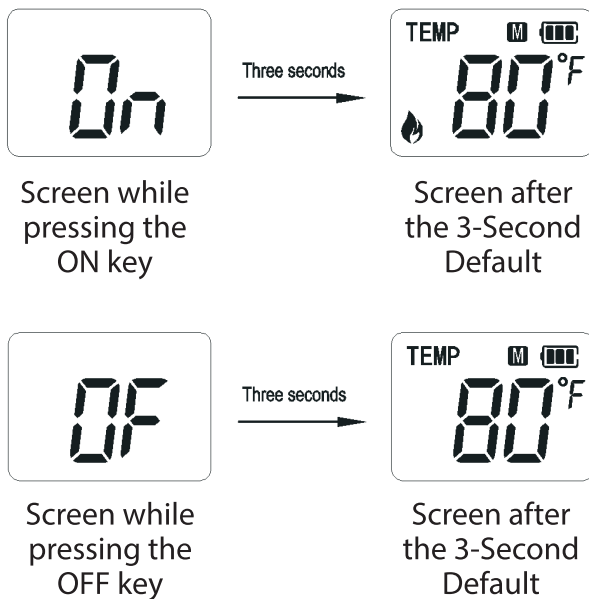 On
Three seconds
TEMP M
80°F
Screen while
pressing the
ON key
Screen after
the 3-Second
Default
OF
Three seconds
TEMP M
80°F
Screen while
pressing the
OFF key
Screen after
the 3-Second
Default